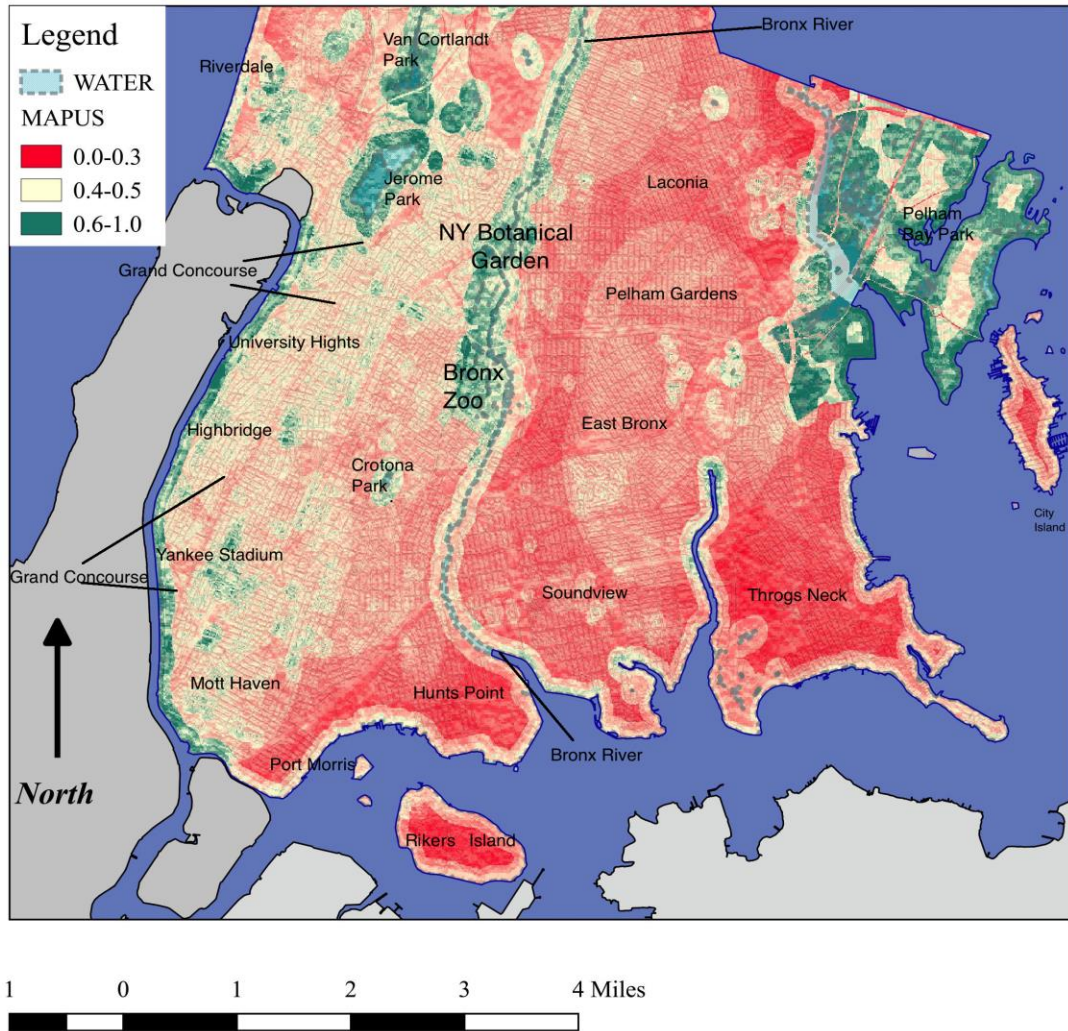 Legend
WATER
MAPUS
0.0-0.3
0.4-0.5
0.6-1.0
Bronx River
Van Cortlandt
Park
Riverdale
Jerome
Park
Laconia
Pelham
Bay Park
NY Botanical
Garden
Grand Concourse
Pelham Gardens
University Hights
Bronx
Zoo
Highbridge
East Bronx
Crotona
Park
City
Island
Yankee Stadium
Grand Concourse
Soundview
Throgs Neck
Mott Haven
Hunts Point
Bronx River
Port Morris
North
Rikers Island
1 0 1 2 3 4 Miles